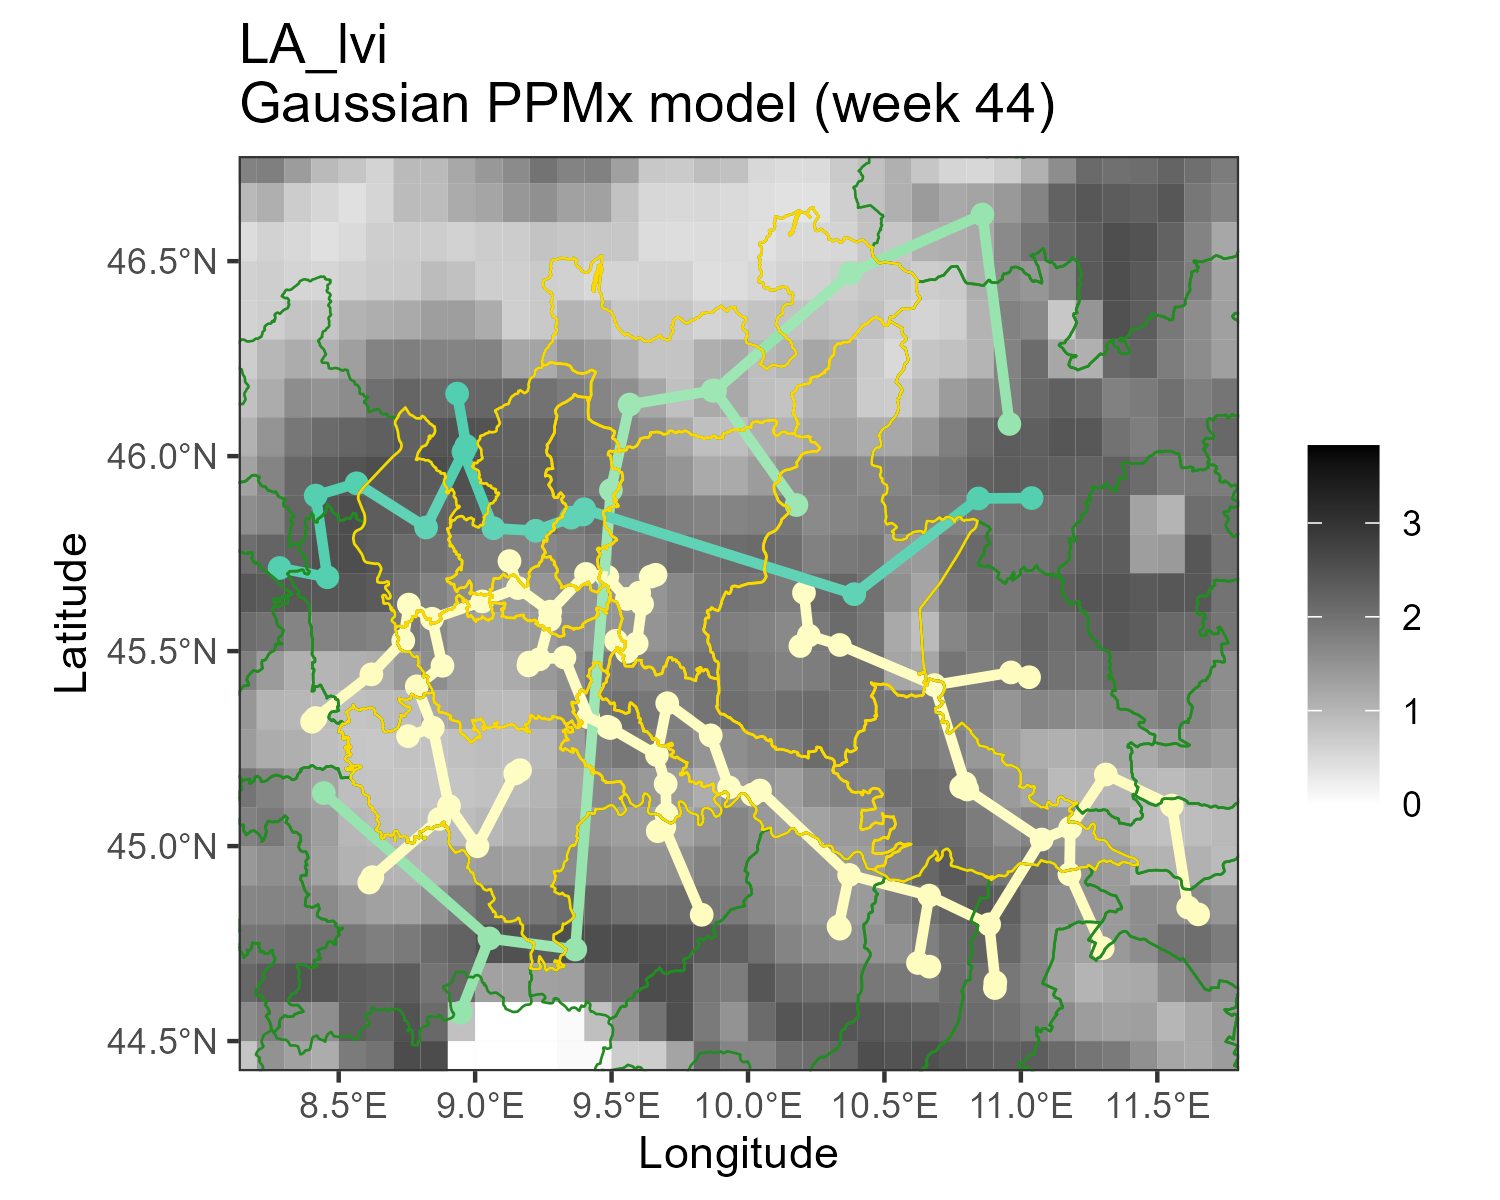 LA_lvi
Gaussian PPMx model (week 44)
46.5°N
46.0°N
45.5°N
45.0°N
44.5°N
Latitude
8.5°E 9.0°E 9.5°E 10.0°E 10.5°E 11.0°E 11.5°E
Longitude
3
2
1
0